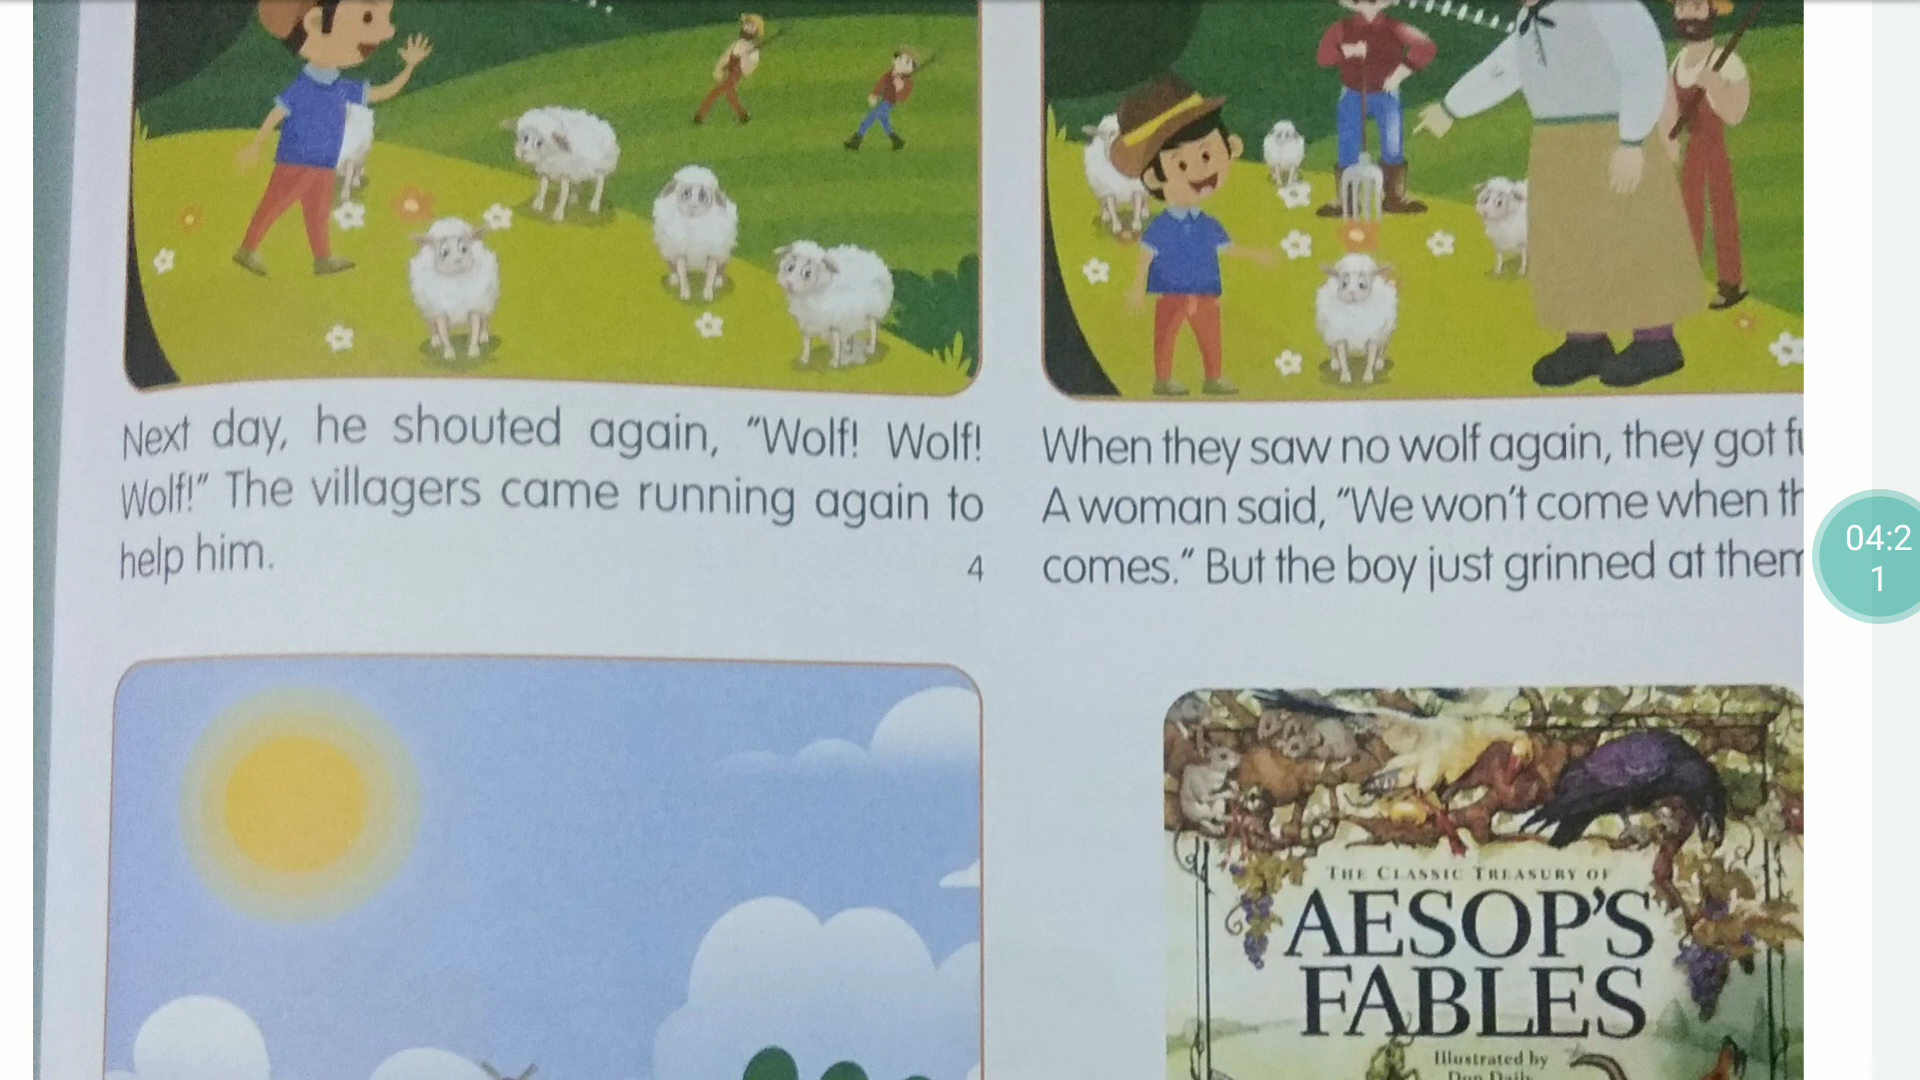 Next day, he shouted again, "Wolf! Wolf!
Wolf!" The villagers came running again to
help him.
4
When they saw no wolf again, they got
A woman said, "We won't come when
comes." But the boy just grinned at
THE CLASSIC TREASURY OF
AESOP'S
FABLES
Illustrated by
Don Daily
04:2
1